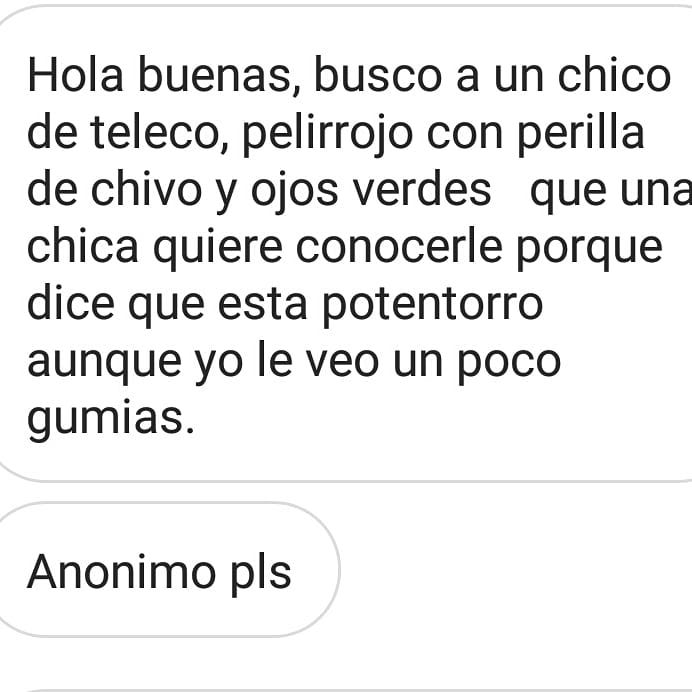 Hola buenas, busco a un chico
de teleco, pelirrojo con perilla
de chivo y ojos verdes   que una
chica quiere conocerle porque
dice que esta potentorro
aunque yo le veo un poco
gumias.
Anonimo pls